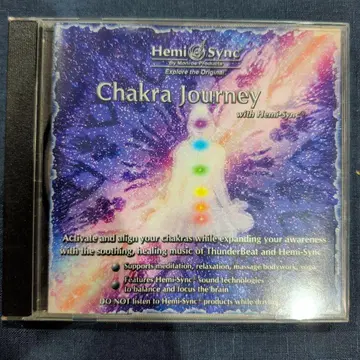 Hemi Sync
By Monroe Products
Explore the Original
Chakra Journey
with Hemi-Sync®
Activate and align your chakras while expanding your awareness
with the soothing, healing music of ThunderBeat and Hemi-Sync
Supports meditation, relaxation, massage, bodywork, yoga
Features Hemi-Sync® sound technologies
to balance and focus the brain
DO NOT listen to Hemi-Sync® products while driving